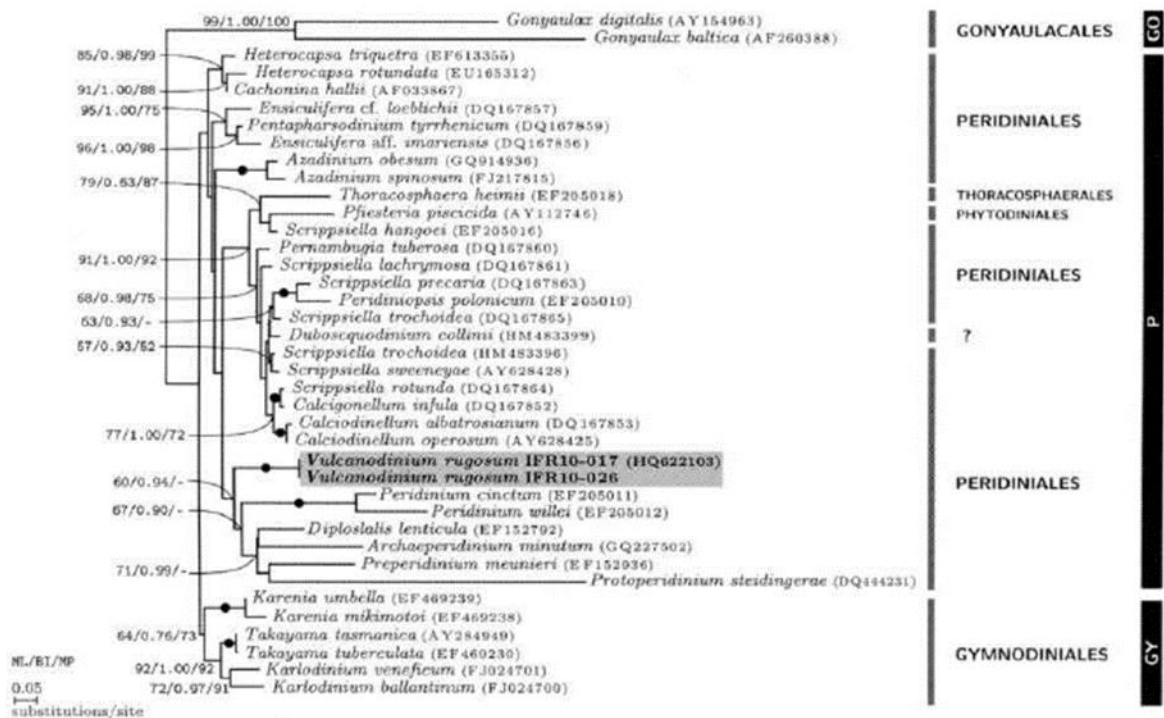 99/1.00/100
Gonyaulax digitalis (AY154963)
Gonyaulax baltica (AF260388)
GONYAULACALES
GO
85/0.98/99
Heterocapsa triquetra (EF613355)
Heterocapsa rotundata (EU165312)
91/1.00/88
Cachonina hallii (AF033867)
95/1.00/75
Ensiculifera cf. loeblichii (DQ167857)
Pentapharsodinium tyrrhenicum (DQ167859)
PERIDINIALES
96/1.00/98
Ensiculifera aff. imariensis (DQ167856)
Azadinium obesum (GQ914936)
79/0.63/87
Azadinium spinosum (FJ217815)
Thoracosphaera heimii (EF205018)
THORACOSPHAERALES
Pfiesteria piscicida (AY112746)
PHYTODINIALES
Scrippsiella hangoei (EF205016)
Pernambugia tuberosa (DQ167860)
91/1.00/92
Scrippsiella lachrymosa (DQ167861)
Scrippsiella precaria (DQ167863)
PERIDINIALES
68/0.98/75
Peridiniopsis polonicum (EF205010)
63/0.93/-
Scrippsiella trochoidea (DQ167865)
P
Duboscquodinium collinii (HM483399)
?
57/0.93/52
Scrippsiella trochoidea (HM483396)
Scrippsiella sweeneyae (AY628428)
Scrippsiella rotunda (DQ167864)
Calcigonellum infula (DQ167852)
Calciodinellum albatrosianum (DQ167853)
77/1.00/72
Calciodinellum operosum (AY628425)
Vulcanodinium rugosum IFR10-017 (HQ622103)
60/0.94/-
Vulcanodinium rugosum IFR10-026
PERIDINIALES
Peridinium cinctum (EF205011)
67/0.90/-
Peridinium willei (EF205012)
Diploslalis lenticula (EF152792)
Archaeperidinium minutum (GQ227502)
71/0.99/-
Preperidinium meunieri (EF152936)
Protoperidinium steidingerae (DQ444231)
Karenia umbella (EF469239)
Karenia mikimotoi (EF469238)
64/0.76/73
Takayama tasmanica (AY284949)
Takayama tuberculata (EF469230)
GYMNODINIALES
GY
ML/BI/MP
92/1.00/92
Karlodinium veneficum (FJ024701)
72/0.97/91
Karlodinium ballantinum (FJ024700)
0.05
substitutions/site